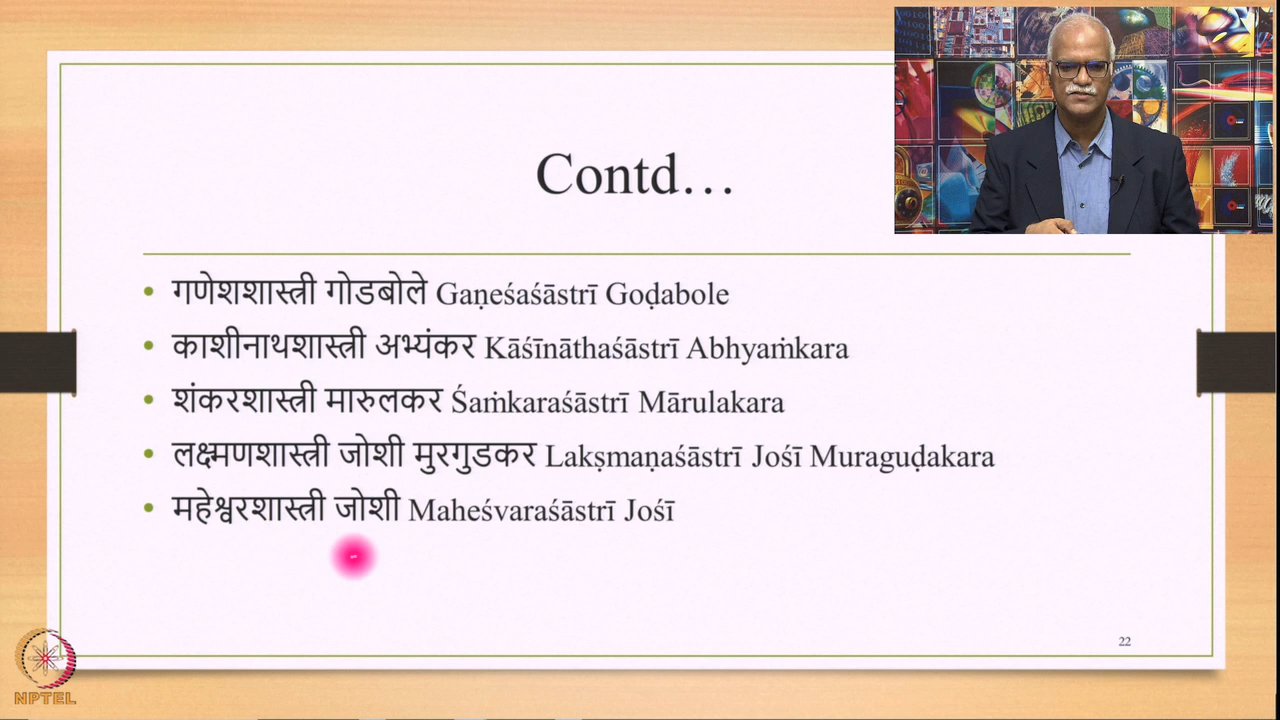 Contd…
• गणेशशास्त्री गोडबोले Gaṇeśaśāstrī Goḍabole
• काशीनाथशास्त्री अभ्यंकर Kāśīnāthaśāstrī Abhyaṁkara
• शंकरशास्त्री मारुलकर Śaṁkaraśāstrī Mārulakara
• लक्ष्मणशास्त्री जोशी मुरगुडकर Lakṣmaṇaśāstrī Jośī Muraguḍakara
• महेश्वरशास्त्री जोशी Maheśvaraśāstrī Jośī
22
NPTEL